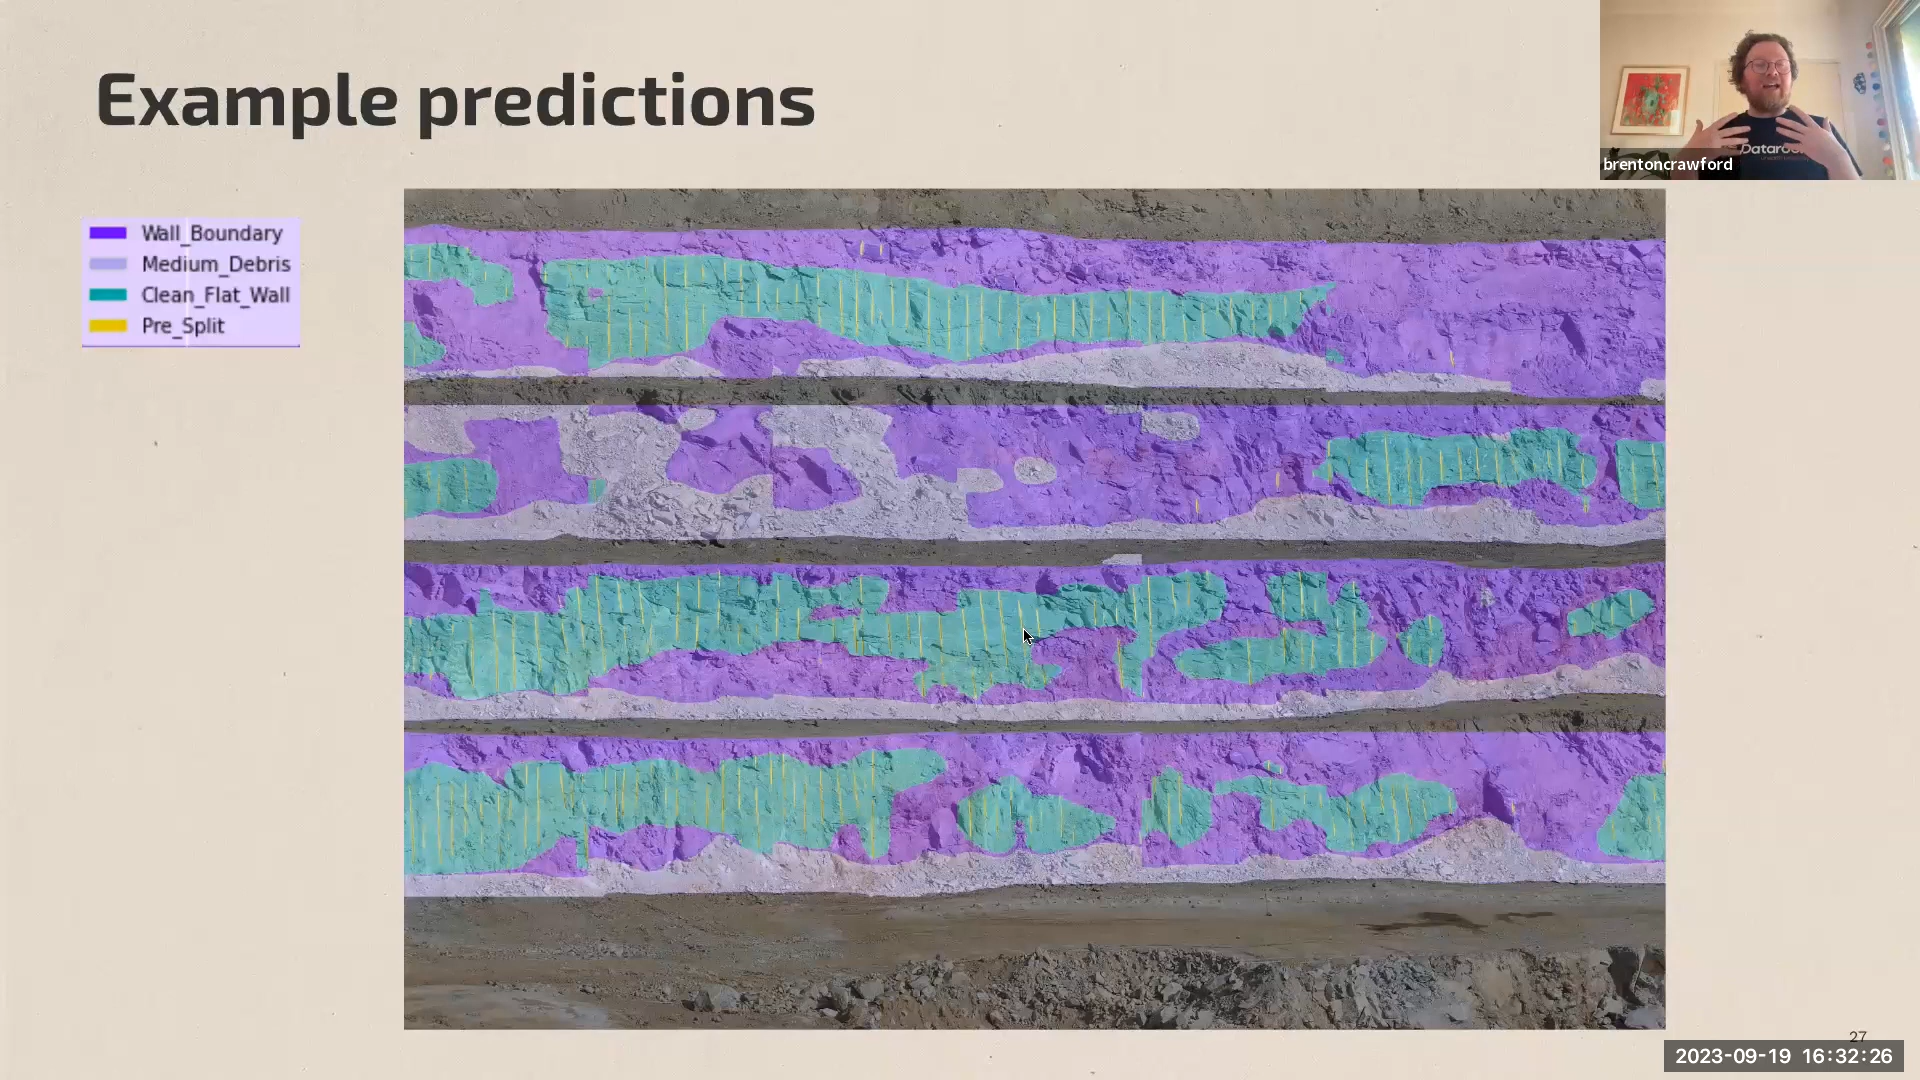 Example predictions
brentoncrawford
Wall_Boundary
Medium_Debris
Clean_Flat_Wall
Pre_Split
27
2023-09-19 16:32:26